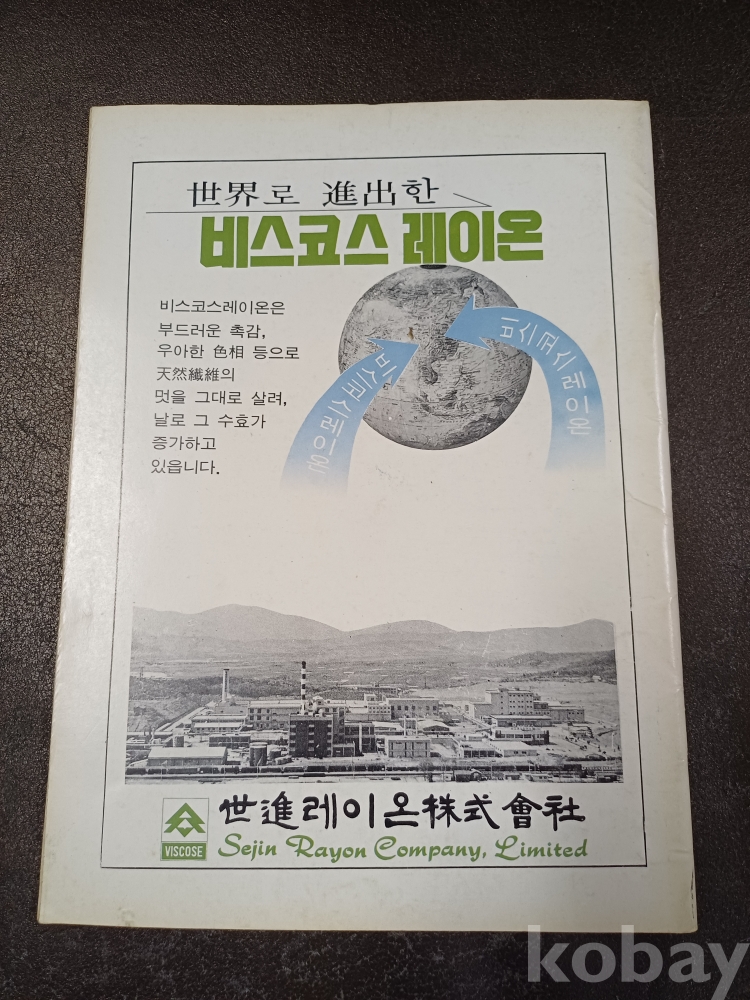 世界로 進出한
비스코스 레이온
비스코스레이온은
부드러운 촉감,
우아한 色相 등으로
天然纖維의
멋을 그대로 살려,
날로 그 수효가
증가하고
있읍니다.
비스코스레이온
비스코스레이온
VISCOSE
世進레이온株式會社
Sejin Rayon Company, Limited
kobay